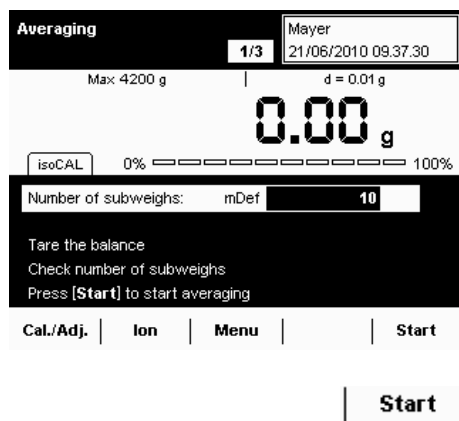 Averaging
1/3
Mayer
21/06/2010 09.37.30
Max 4200 g
d = 0.01 g
0.00 g
isoCAL 0% 100%
Number of subweighs: mDef 10
Tare the balance
Check number of subweighs
Press [Start] to start averaging
Cal./Adj. Ion Menu Start
Start